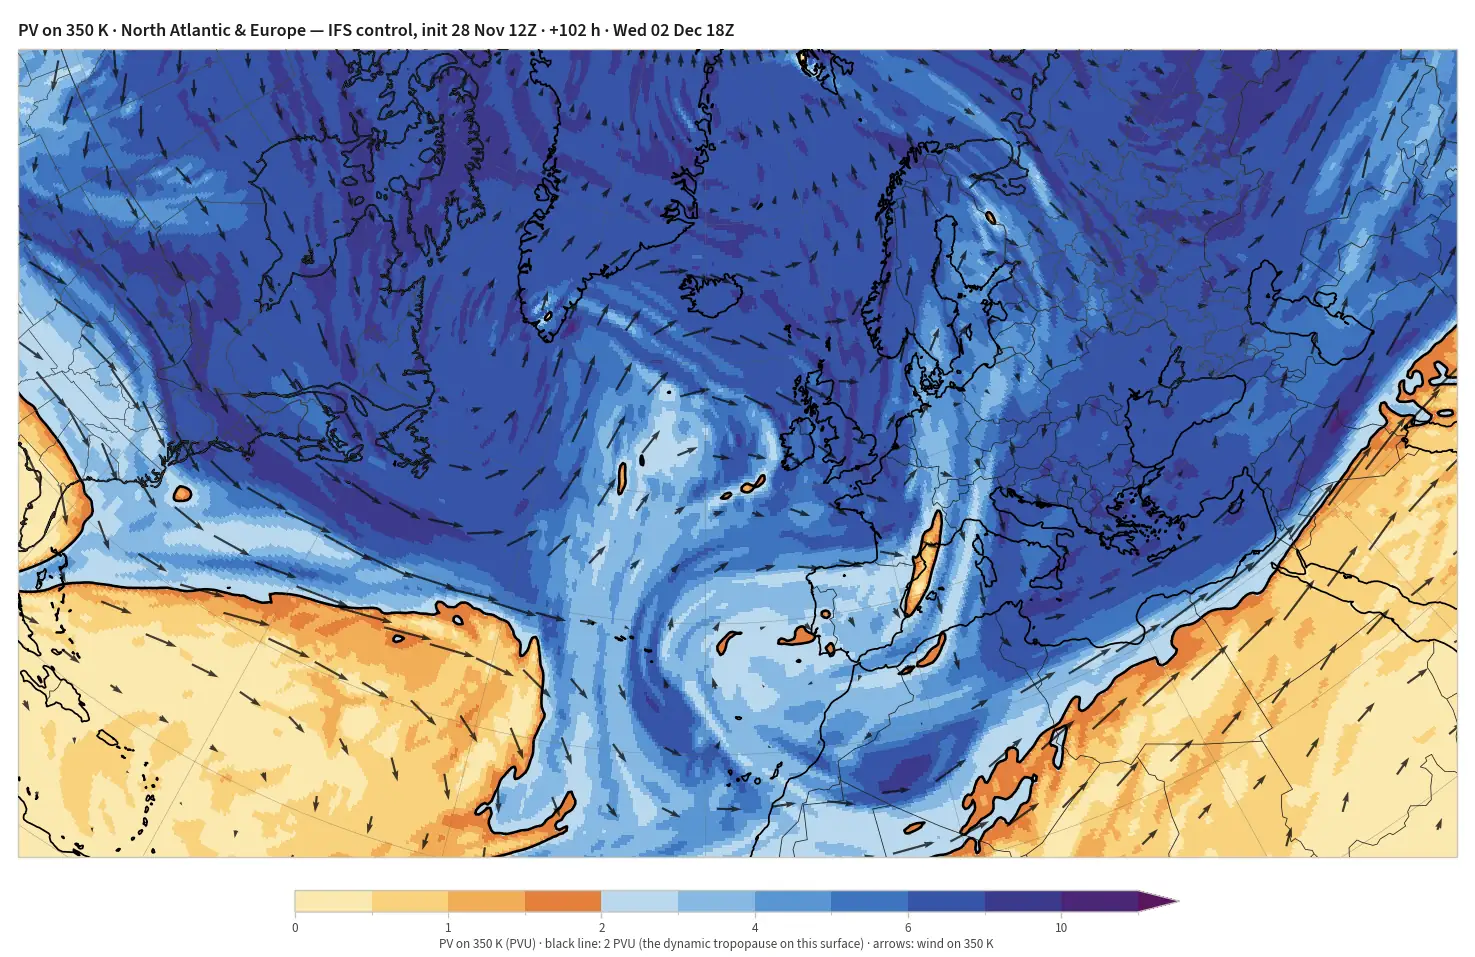 PV on 350 K · North Atlantic & Europe — IFS control, init 28 Nov 12Z · +102 h · Wed 02 Dec 18Z
0 1 2 4 6 10
PV on 350 K (PVU) · black line: 2 PVU (the dynamic tropopause on this surface) · arrows: wind on 350 K